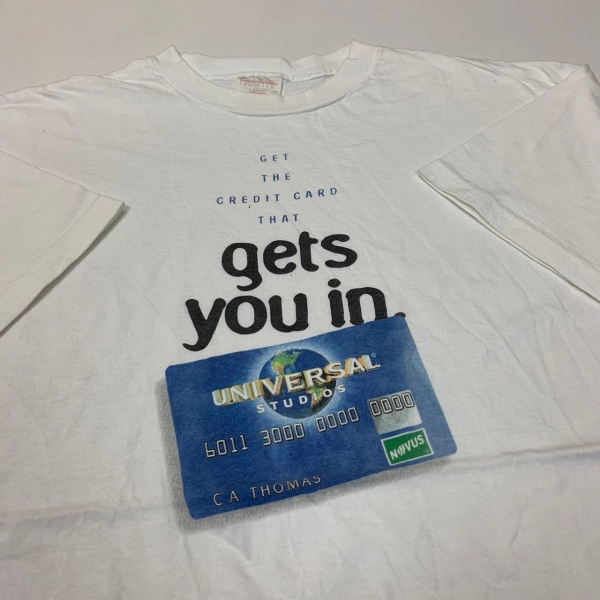 GET
THE
CREDIT CARD
THAT
gets
you in.
UNIVERSAL
STUDIOS
6011 3000 0000 0000
NOVUS
C A THOMAS